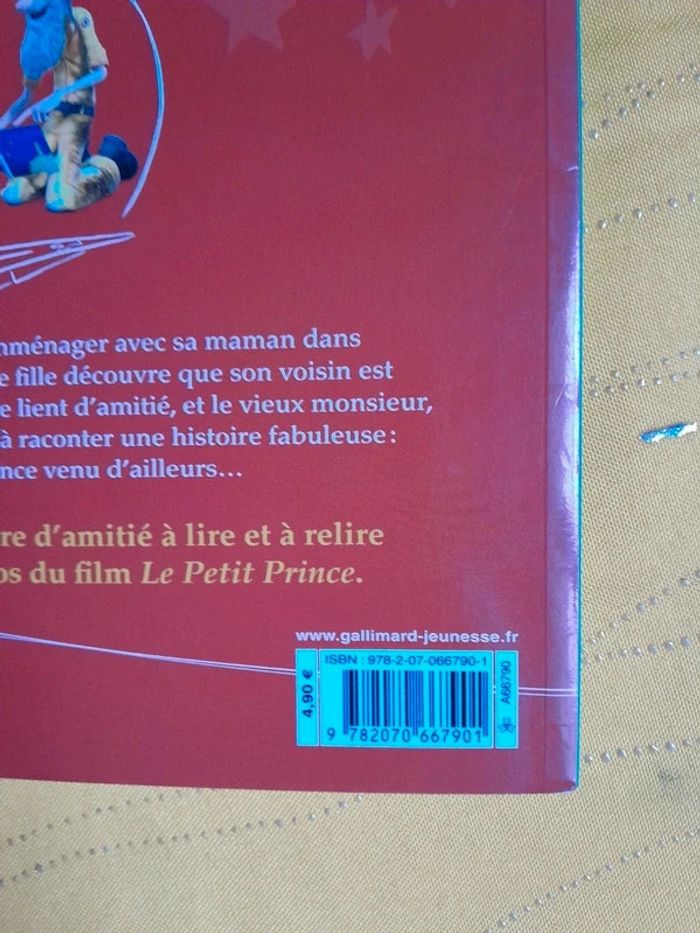 ménager avec sa maman dans
fille découvre que son voisin est
lient d'amitié, et le vieux monsieur,
à raconter une histoire fabuleuse :
nce venu d'ailleurs...
re d'amitié à lire et à relire
os du film Le Petit Prince.
www.gallimard-jeunesse.fr
ISBN : 978-2-07-066790-1
4,90 €
A66790
9 782070 667901